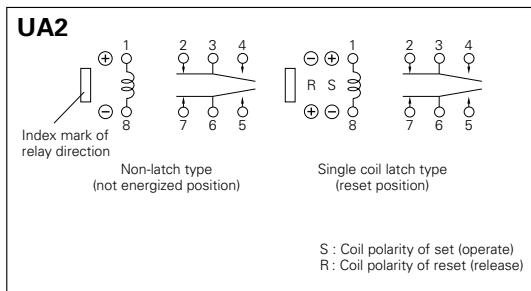 UA2
1 2 3 4 1 2 3 4
+ − +
R S
− + −
8 7 6 5 8 7 6 5
Index mark of
relay direction
Non-latch type
(not energized position)
Single coil latch type
(reset position)
S : Coil polarity of set (operate)
R : Coil polarity of reset (release)